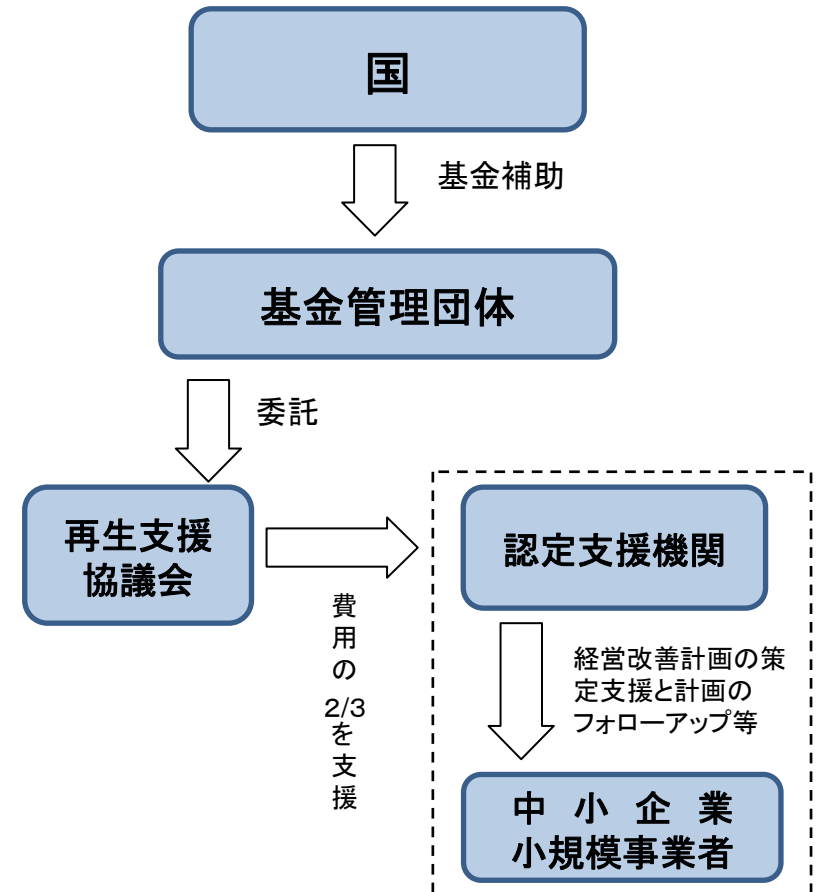 国
基金補助
基金管理団体
委託
再生支援
協議会
費用の2/3を支援
認定支援機関
経営改善計画の策
定支援と計画の
フォローアップ等
中小企業
小規模事業者